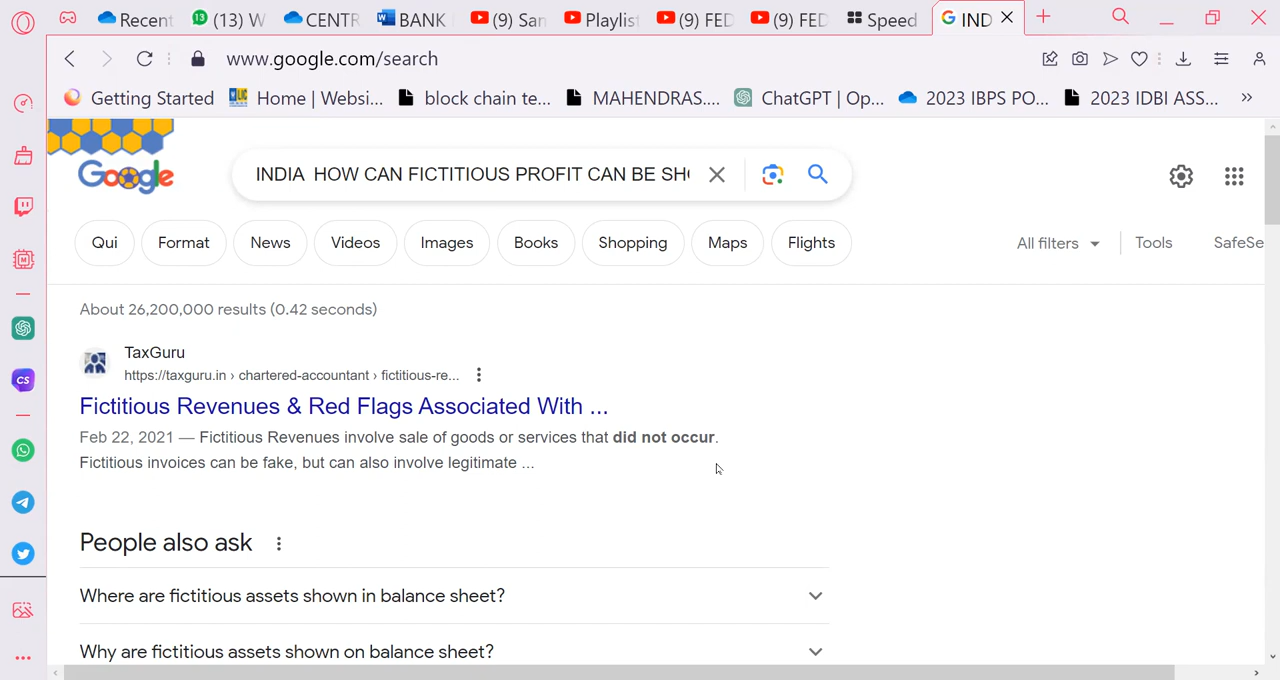 Recent (13) W CENTR BANK (9) San Playlist (9) FED (9) FED Speed IND
www.google.com/search
Getting Started Home | Websi... block chain te... MAHENDRAS.... ChatGPT | Op... 2023 IBPS PO... 2023 IDBI ASS... »
Google
INDIA HOW CAN FICTITIOUS PROFIT CAN BE SH
Qui Format News Videos Images Books Shopping Maps Flights All filters Tools SafeSe
About 26,200,000 results (0.42 seconds)
TaxGuru
https://taxguru.in › chartered-accountant › fictitious-re...
Fictitious Revenues & Red Flags Associated With ...
Feb 22, 2021 — Fictitious Revenues involve sale of goods or services that did not occur.
Fictitious invoices can be fake, but can also involve legitimate ...
People also ask
Where are fictitious assets shown in balance sheet?
Why are fictitious assets shown on balance sheet?